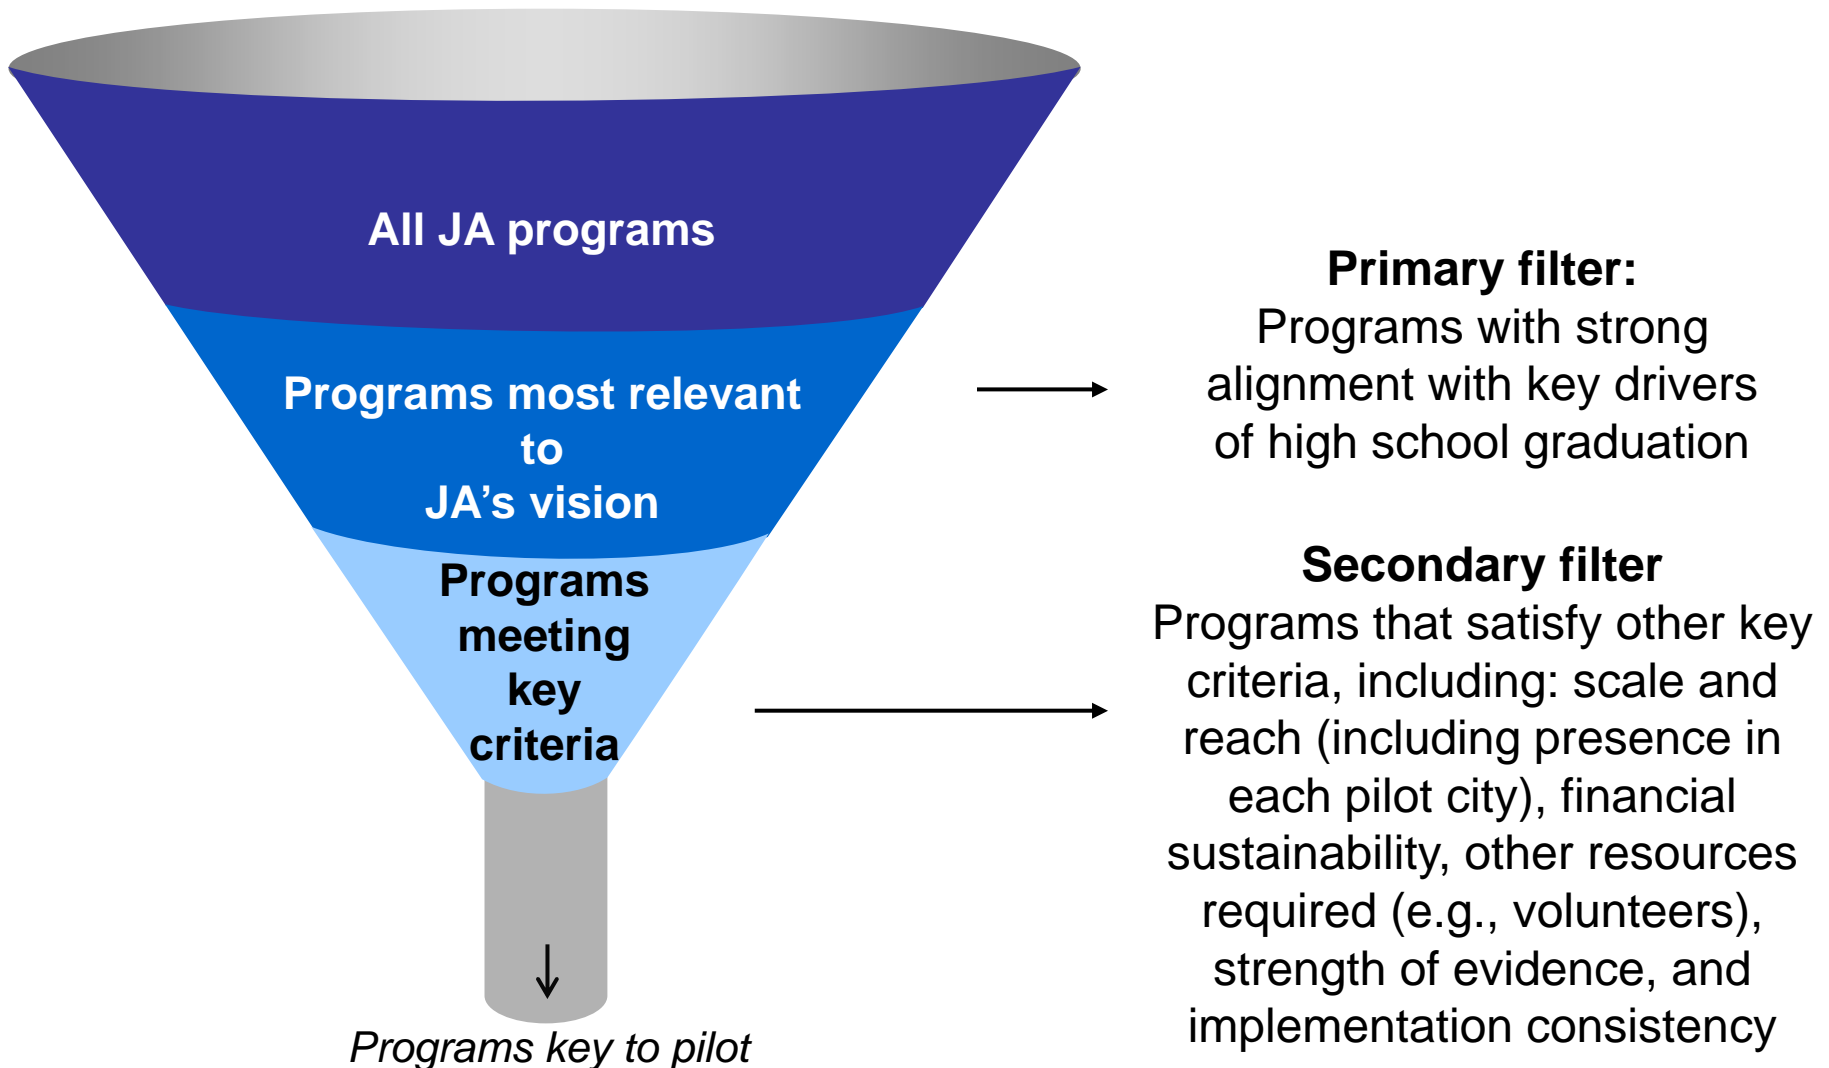 All JA programs
Programs most relevant
to
JA’s vision
Programs
meeting
key
criteria
Programs key to pilot
Primary filter:
Programs with strong
alignment with key drivers
of high school graduation
Secondary filter
Programs that satisfy other key
criteria, including: scale and
reach (including presence in
each pilot city), financial
sustainability, other resources
required (e.g., volunteers),
strength of evidence, and
implementation consistency